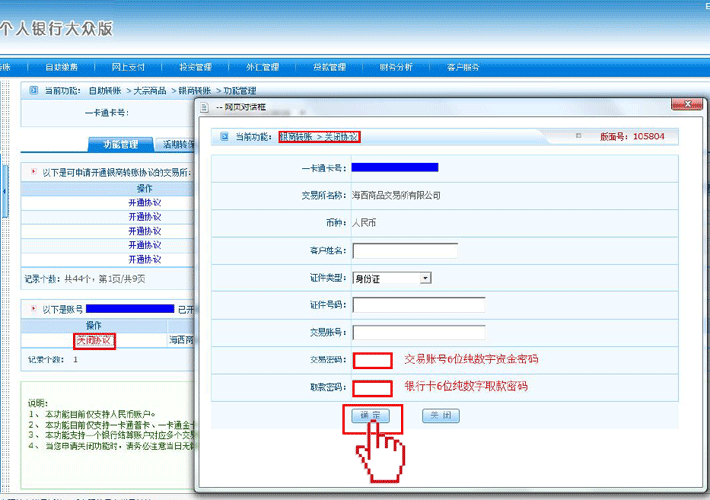 个人银行大众版
转账 自助缴费 网上支付 投资管理 外汇管理 贷款管理 财务分析 客户服务
当前功能: 自助转账 > 大宗商品 > 银商转账 > 功能管理
一卡通卡号:
功能管理 活期转保
以下是可申请开通银商转账协议的交易所:
操作
开通协议
开通协议
开通协议
开通协议
开通协议
记录个数: 共44个, 第1页/共9页
以下是账号 已开
操作
关闭协议 海西商
记录个数: 1
说明:
1、 本功能目前仅支持人民币账户。
2、 本功能目前仅支持一卡通普卡、一卡通金卡
3、 本功能支持一个银行结算账户对应多个交易
4、 当您申请关闭功能时, 请务必注意当日无转
-- 网页对话框
当前功能: 银商转账 > 关闭协议 版面号: 105804
一卡通卡号:
交易所名称: 海西商品交易所有限公司
币种: 人民币
客户姓名:
证件类型: 身份证
证件号码:
交易账号:
交易密码: 交易账号6位纯数字资金密码
取款密码: 银行卡6位纯数字取款密码
确 定 关 闭